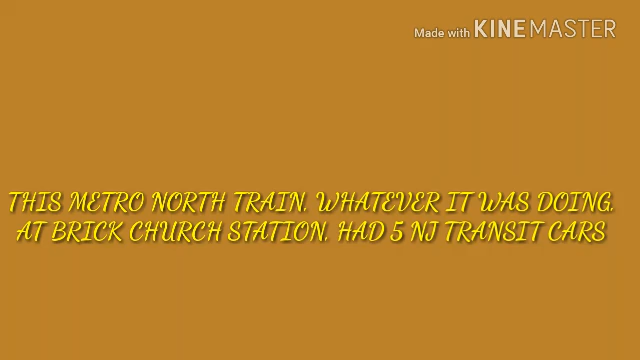 Made with KINEMASTER
THIS METRO NORTH TRAIN, WHATEVER IT WAS DOING,
AT BRICK CHURCH STATION, HAD 5 NJ TRANSIT CARS